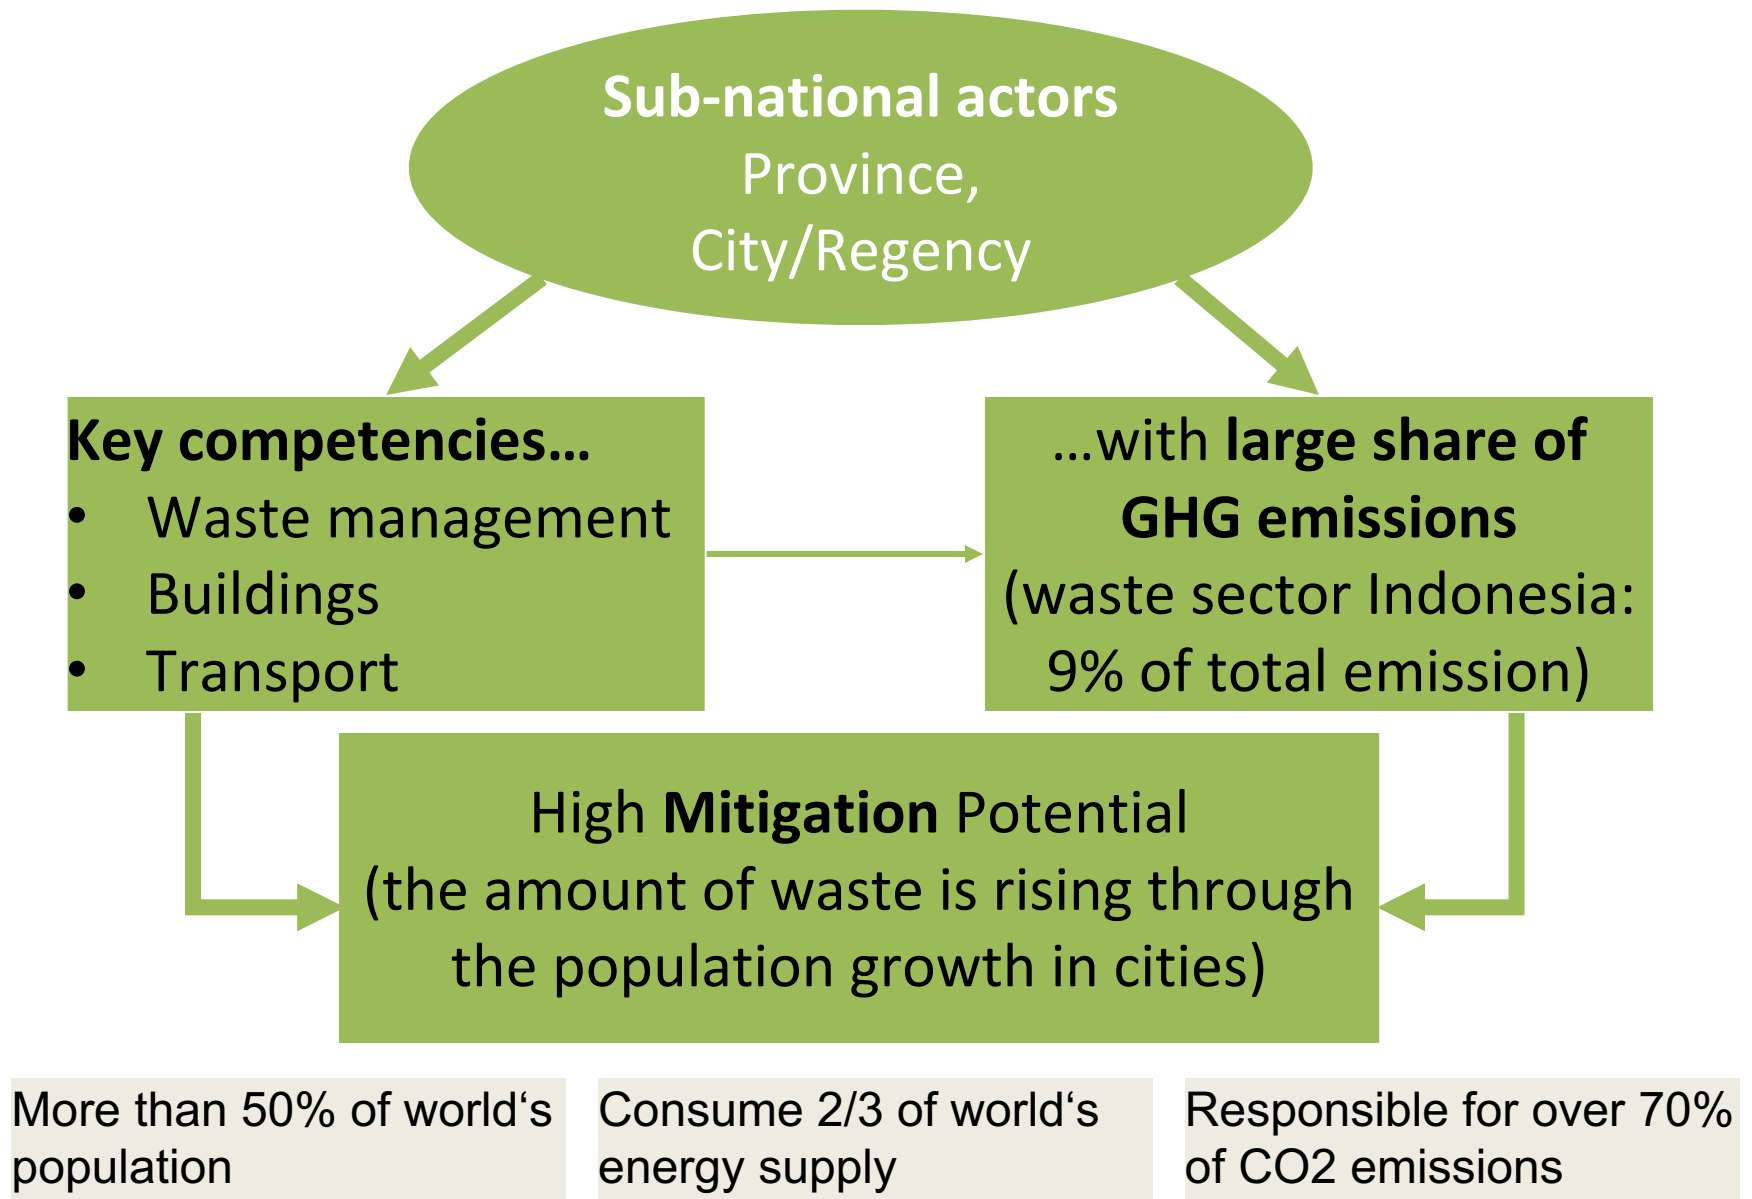 Sub-national actors
Province,
City/Regency
Key competencies…
• Waste management
• Buildings
• Transport
…with large share of
GHG emissions
(waste sector Indonesia:
9% of total emission)
High Mitigation Potential
(the amount of waste is rising through
the population growth in cities)
More than 50% of world‘s
population
Consume 2/3 of world‘s
energy supply
Responsible for over 70%
of CO2 emissions